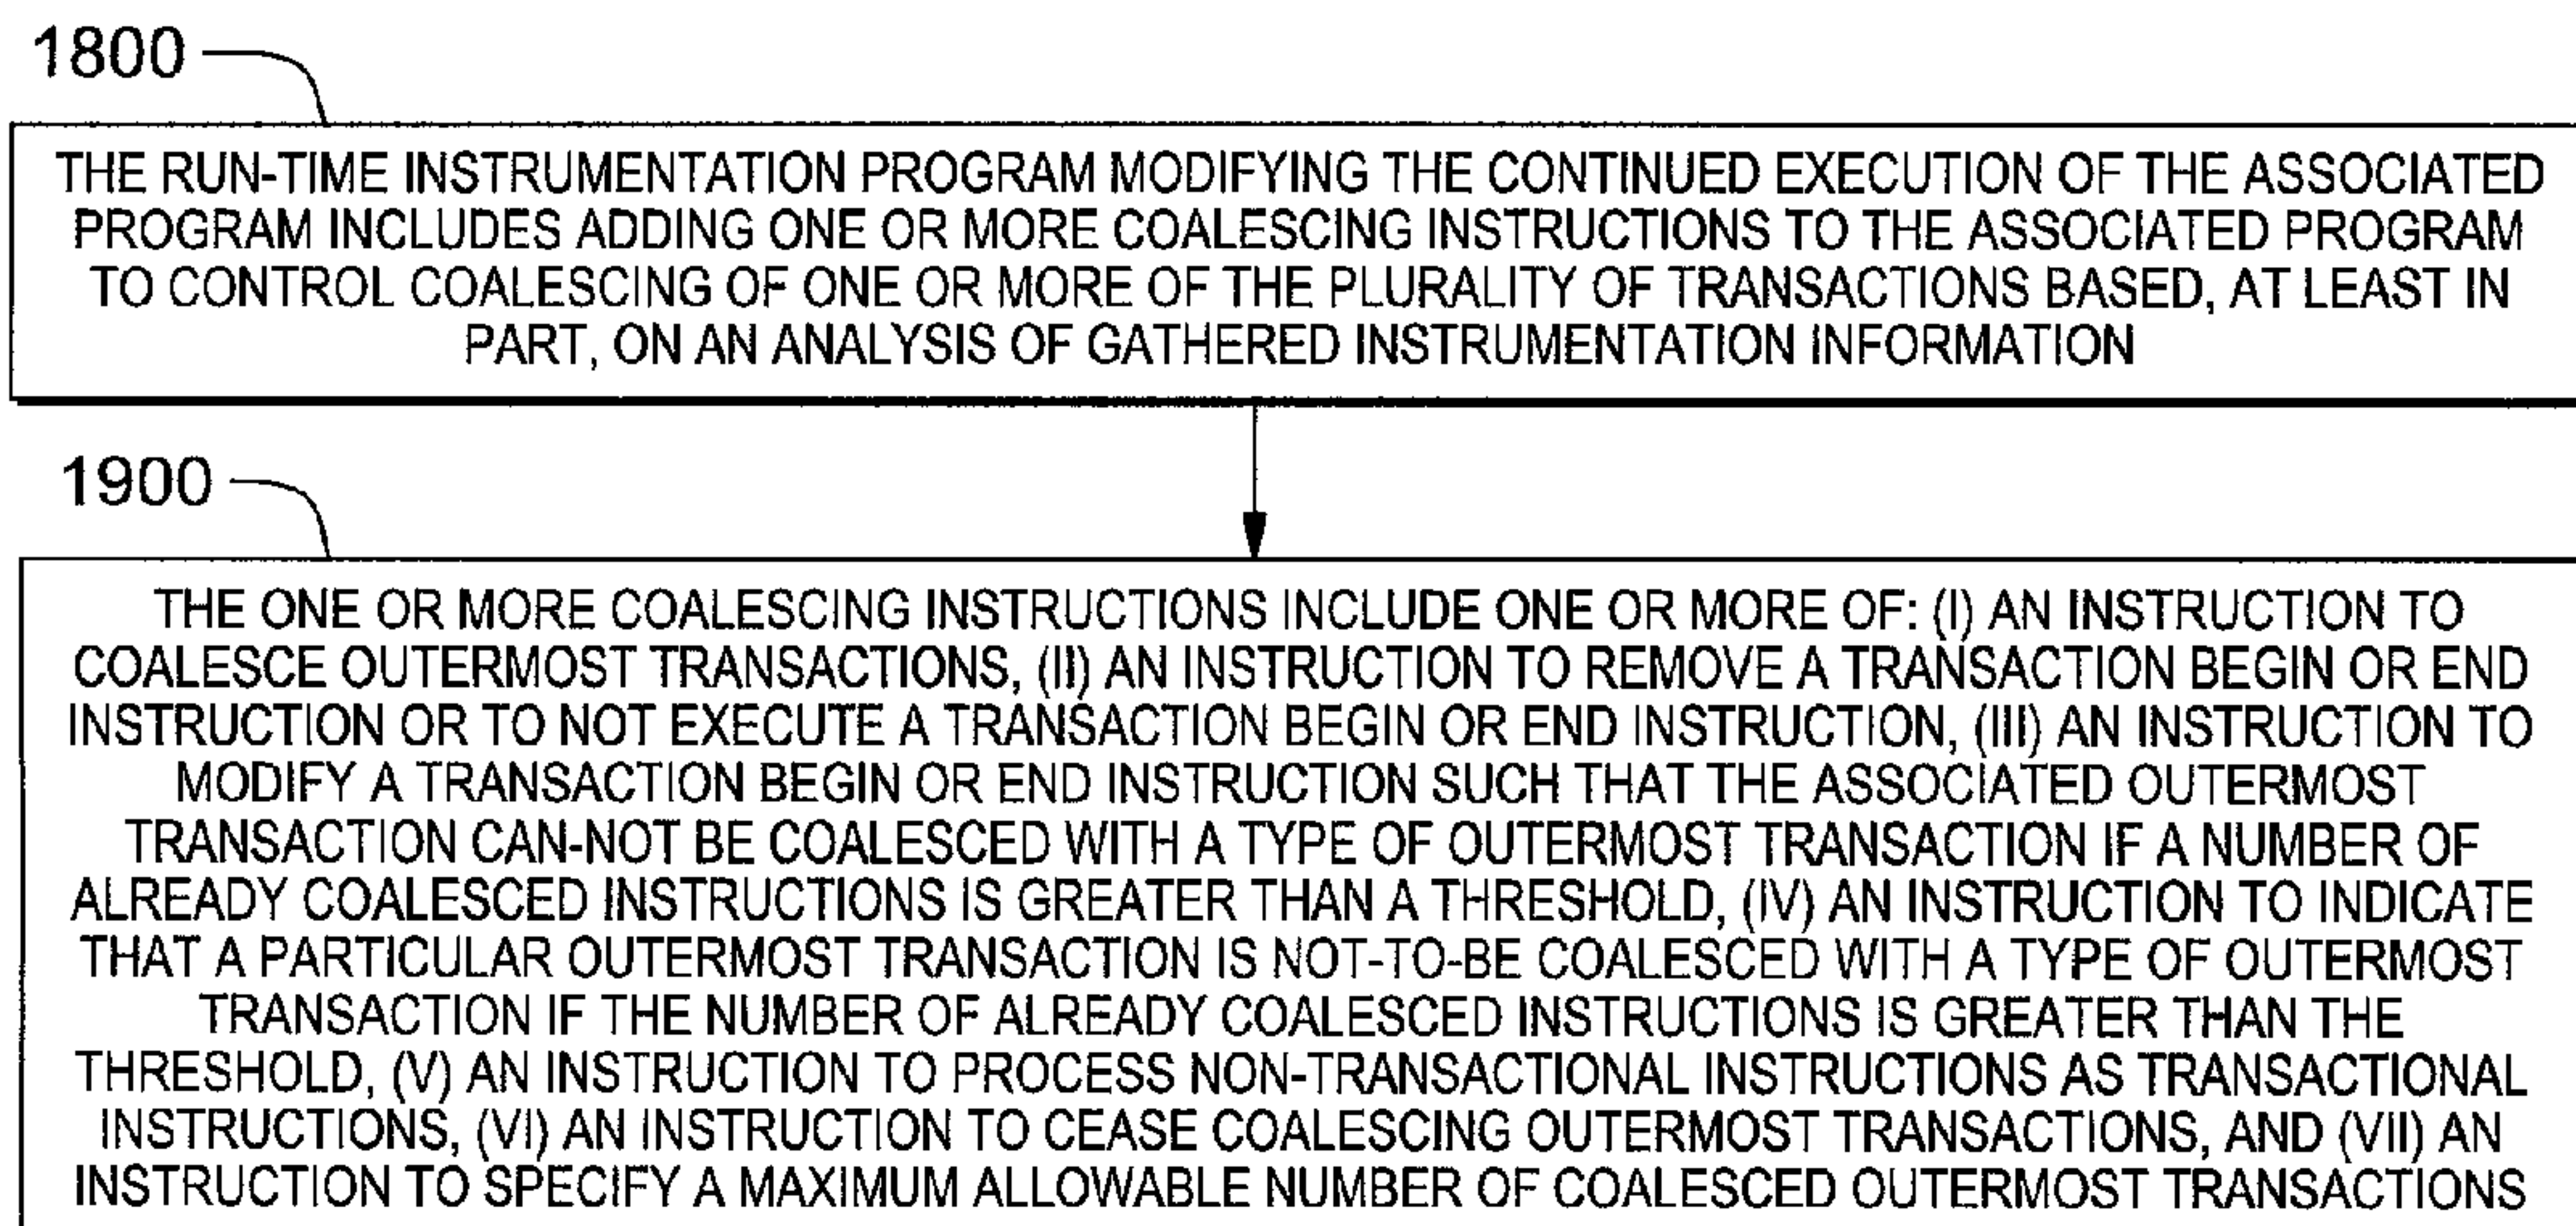 1800
THE RUN-TIME INSTRUMENTATION PROGRAM MODIFYING THE CONTINUED EXECUTION OF THE ASSOCIATED
PROGRAM INCLUDES ADDING ONE OR MORE COALESCING INSTRUCTIONS TO THE ASSOCIATED PROGRAM
TO CONTROL COALESCING OF ONE OR MORE OF THE PLURALITY OF TRANSACTIONS BASED, AT LEAST IN
PART, ON AN ANALYSIS OF GATHERED INSTRUMENTATION INFORMATION
1900
THE ONE OR MORE COALESCING INSTRUCTIONS INCLUDE ONE OR MORE OF: (I) AN INSTRUCTION TO
COALESCE OUTERMOST TRANSACTIONS, (II) AN INSTRUCTION TO REMOVE A TRANSACTION BEGIN OR END
INSTRUCTION OR TO NOT EXECUTE A TRANSACTION BEGIN OR END INSTRUCTION, (III) AN INSTRUCTION TO
MODIFY A TRANSACTION BEGIN OR END INSTRUCTION SUCH THAT THE ASSOCIATED OUTERMOST
TRANSACTION CAN-NOT BE COALESCED WITH A TYPE OF OUTERMOST TRANSACTION IF A NUMBER OF
ALREADY COALESCED INSTRUCTIONS IS GREATER THAN A THRESHOLD, (IV) AN INSTRUCTION TO INDICATE
THAT A PARTICULAR OUTERMOST TRANSACTION IS NOT-TO-BE COALESCED WITH A TYPE OF OUTERMOST
TRANSACTION IF THE NUMBER OF ALREADY COALESCED INSTRUCTIONS IS GREATER THAN THE
THRESHOLD, (V) AN INSTRUCTION TO PROCESS NON-TRANSACTIONAL INSTRUCTIONS AS TRANSACTIONAL
INSTRUCTIONS, (VI) AN INSTRUCTION TO CEASE COALESCING OUTERMOST TRANSACTIONS, AND (VII) AN
INSTRUCTION TO SPECIFY A MAXIMUM ALLOWABLE NUMBER OF COALESCED OUTERMOST TRANSACTIONS